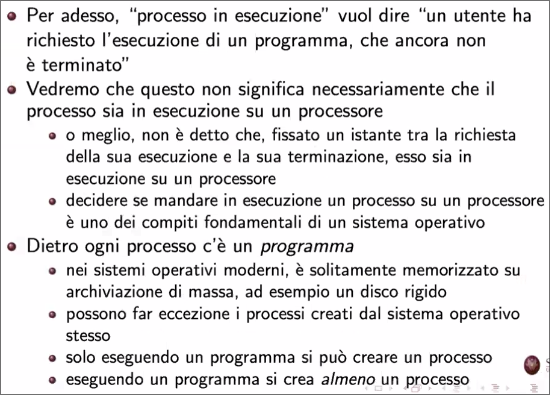 Per adesso, “processo in esecuzione” vuol dire “un utente ha
richiesto l'esecuzione di un programma, che ancora non
è terminato”
Vedremo che questo non significa necessariamente che il
processo sia in esecuzione su un processore
o meglio, non è detto che, fissato un istante tra la richiesta
della sua esecuzione e la sua terminazione, esso sia in
esecuzione su un processore
decidere se mandare in esecuzione un processo su un processore
è uno dei compiti fondamentali di un sistema operativo
Dietro ogni processo c'è un programma
nei sistemi operativi moderni, è solitamente memorizzato su
archiviazione di massa, ad esempio un disco rigido
possono far eccezione i processi creati dal sistema operativo
stesso
solo eseguendo un programma si può creare un processo
eseguendo un programma si crea almeno un processo